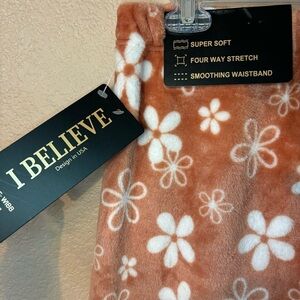 SUPER SOFT
FOUR WAY STRETCH
SMOOTHING WAISTBAND
I BELIEVE
Design in USA